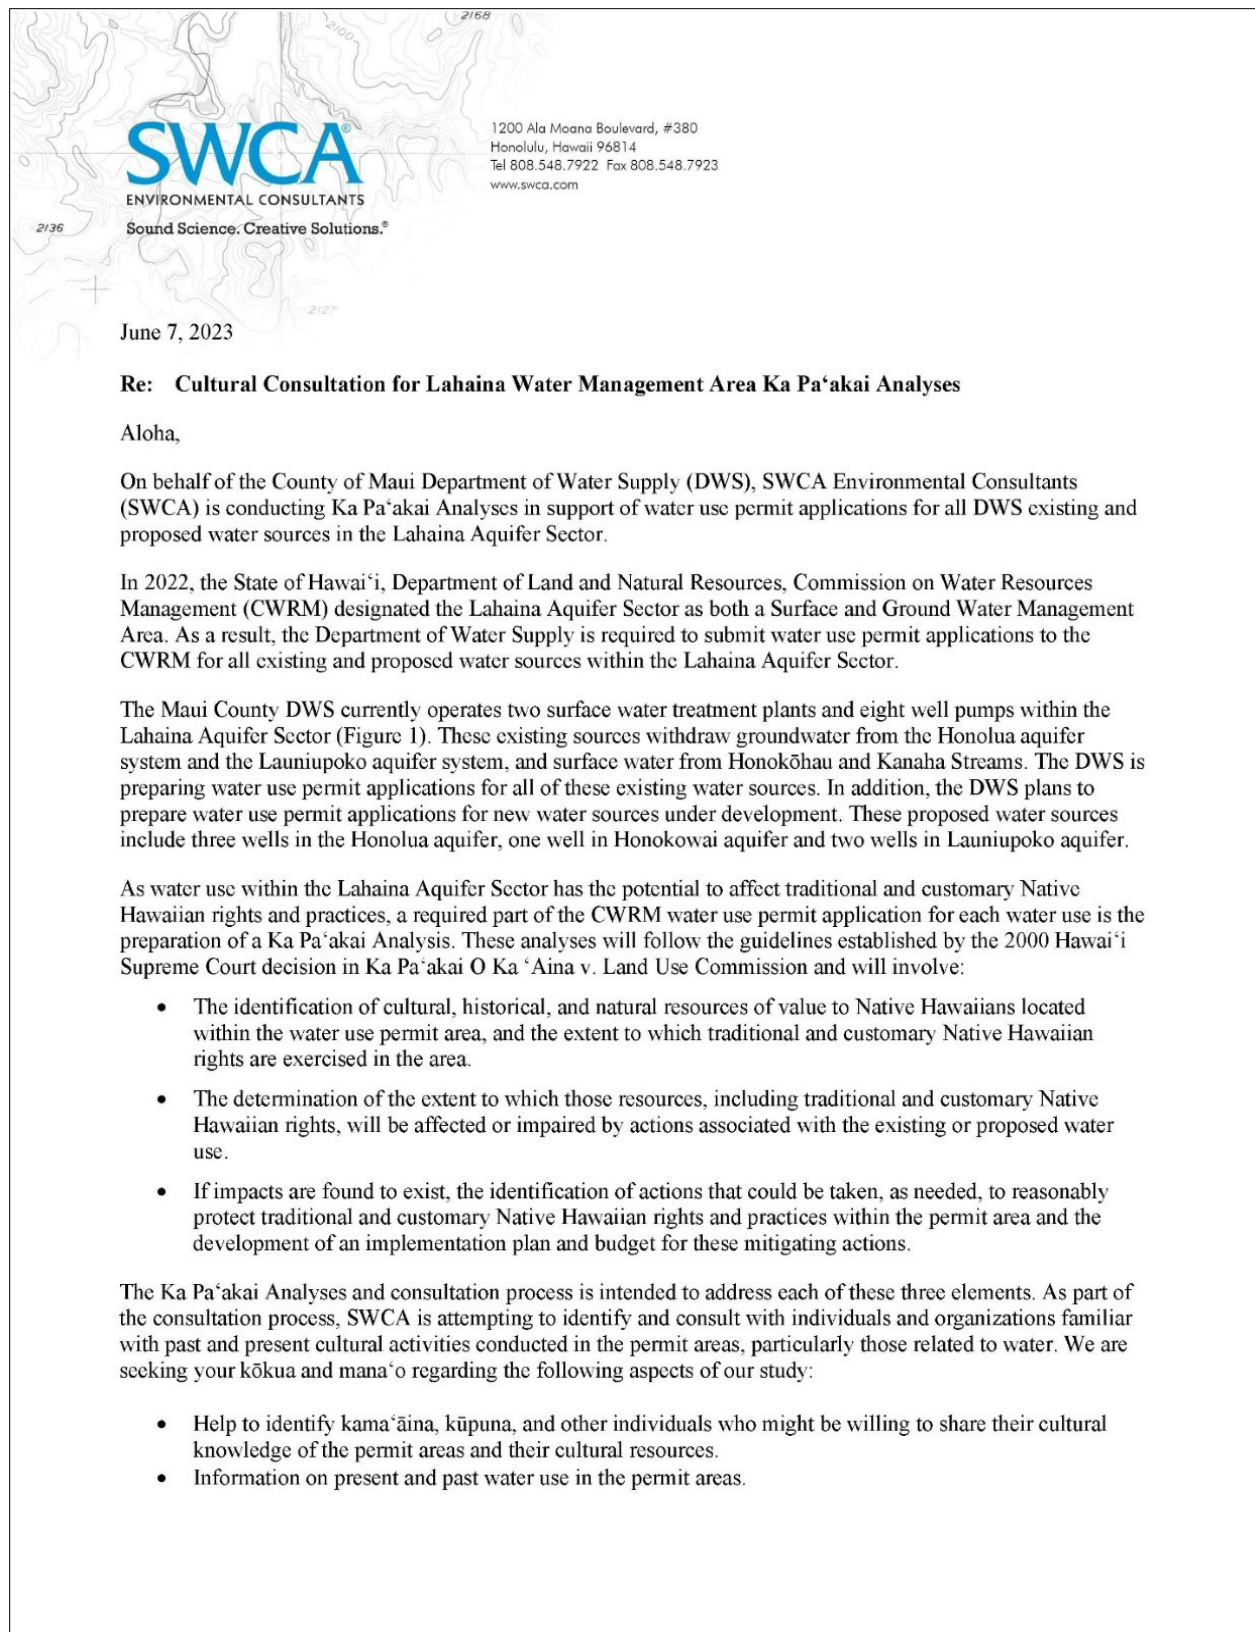 2168
2100
SWCA®
ENVIRONMENTAL CONSULTANTS
Sound Science. Creative Solutions.®
2136
2127
1200 Ala Moana Boulevard, #380
Honolulu, Hawaii 96814
Tel 808.548.7922 Fax 808.548.7923
www.swca.com
June 7, 2023
Re: Cultural Consultation for Lahaina Water Management Area Ka Pa‘akai Analyses
Aloha,
On behalf of the County of Maui Department of Water Supply (DWS), SWCA Environmental Consultants
(SWCA) is conducting Ka Pa‘akai Analyses in support of water use permit applications for all DWS existing and
proposed water sources in the Lahaina Aquifer Sector.
In 2022, the State of Hawai‘i, Department of Land and Natural Resources, Commission on Water Resources
Management (CWRM) designated the Lahaina Aquifer Sector as both a Surface and Ground Water Management
Area. As a result, the Department of Water Supply is required to submit water use permit applications to the
CWRM for all existing and proposed water sources within the Lahaina Aquifer Sector.
The Maui County DWS currently operates two surface water treatment plants and eight well pumps within the
Lahaina Aquifer Sector (Figure 1). These existing sources withdraw groundwater from the Honolua aquifer
system and the Launiupoko aquifer system, and surface water from Honokōhau and Kanaha Streams. The DWS is
preparing water use permit applications for all of these existing water sources. In addition, the DWS plans to
prepare water use permit applications for new water sources under development. These proposed water sources
include three wells in the Honolua aquifer, one well in Honokowai aquifer and two wells in Launiupoko aquifer.
As water use within the Lahaina Aquifer Sector has the potential to affect traditional and customary Native
Hawaiian rights and practices, a required part of the CWRM water use permit application for each water use is the
preparation of a Ka Pa‘akai Analysis. These analyses will follow the guidelines established by the 2000 Hawai‘i
Supreme Court decision in Ka Pa‘akai O Ka ‘Aina v. Land Use Commission and will involve:
• The identification of cultural, historical, and natural resources of value to Native Hawaiians located
within the water use permit area, and the extent to which traditional and customary Native Hawaiian
rights are exercised in the area.
• The determination of the extent to which those resources, including traditional and customary Native
Hawaiian rights, will be affected or impaired by actions associated with the existing or proposed water
use.
• If impacts are found to exist, the identification of actions that could be taken, as needed, to reasonably
protect traditional and customary Native Hawaiian rights and practices within the permit area and the
development of an implementation plan and budget for these mitigating actions.
The Ka Pa‘akai Analyses and consultation process is intended to address each of these three elements. As part of
the consultation process, SWCA is attempting to identify and consult with individuals and organizations familiar
with past and present cultural activities conducted in the permit areas, particularly those related to water. We are
seeking your kōkua and mana‘o regarding the following aspects of our study:
• Help to identify kama‘āina, kūpuna, and other individuals who might be willing to share their cultural
knowledge of the permit areas and their cultural resources.
• Information on present and past water use in the permit areas.